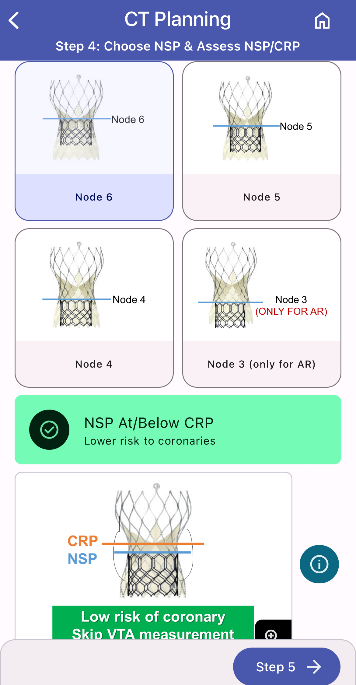 CT Planning
Step 4: Choose NSP & Assess NSP/CRP
Node 6
Node 5
Node 6
Node 5
Node 4
Node 3
(ONLY FOR AR)
Node 4
Node 3 (only for AR)
NSP At/Below CRP
Lower risk to coronaries
CRP
NSP
Low risk of coronary
Skip VTA measurement
Step 5